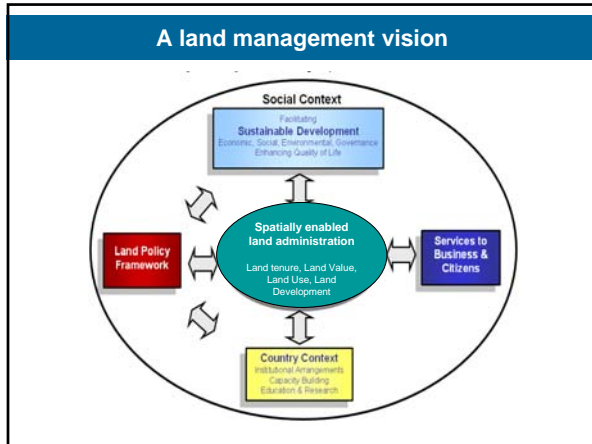 A land management vision
Social Context
Facilitating
Sustainable Development
Economic, Social, Environmental, Governance
Enhancing Quality of Life
Spatially enabled
land administration
Land tenure, Land Value,
Land Use, Land
Development
Land Policy
Framework
Services to
Business &
Citizens
Country Context
Institutional Arrangements
Capacity Building
Education & Research